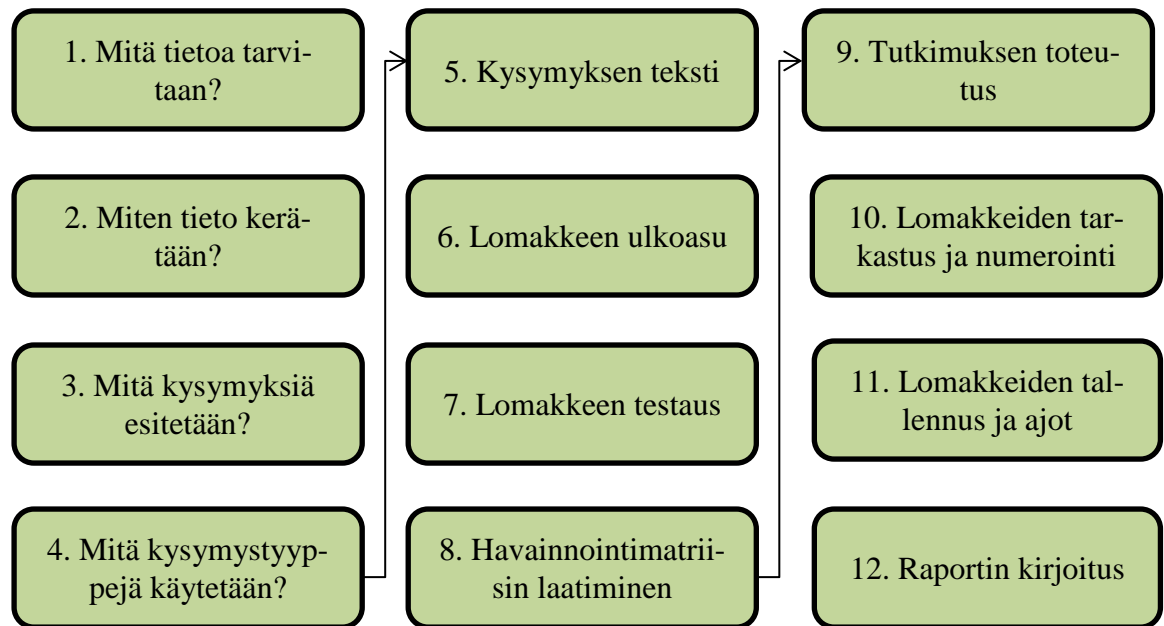 1. Mitä tietoa tarvi-
taan?
2. Miten tieto kerä-
tään?
3. Mitä kysymyksiä
esitetään?
4. Mitä kysymystyyp-
pejä käytetään?
5. Kysymyksen teksti
6. Lomakkeen ulkoasu
7. Lomakkeen testaus
8. Havainnointimatrii-
sin laatiminen
9. Tutkimuksen toteu-
tus
10. Lomakkeiden tar-
kastus ja numerointi
11. Lomakkeiden tal-
lennus ja ajot
12. Raportin kirjoitus